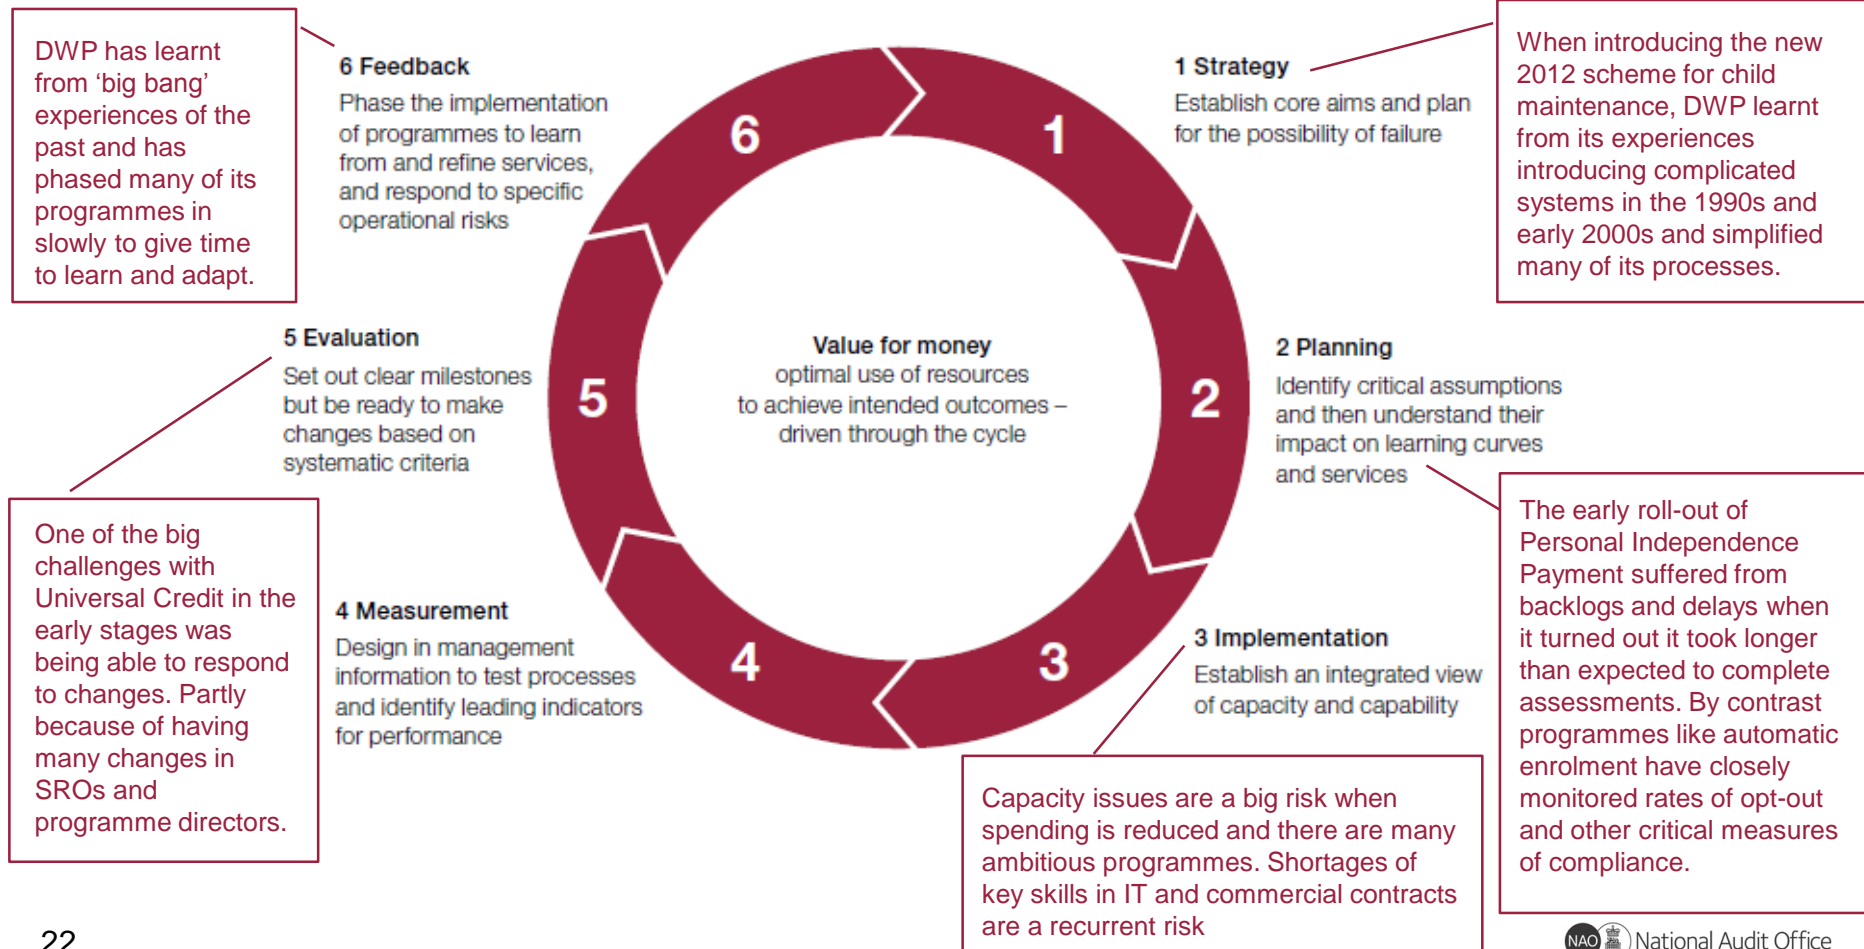 DWP has learnt
from ‘big bang’
experiences of the
past and has
phased many of its
programmes in
slowly to give time
to learn and adapt.
6 Feedback
Phase the implementation
of programmes to learn
from and refine services,
and respond to specific
operational risks
6
1
1 Strategy
Establish core aims and plan
for the possibility of failure
When introducing the new
2012 scheme for child
maintenance, DWP learnt
from its experiences
introducing complicated
systems in the 1990s and
early 2000s and simplified
many of its processes.
5 Evaluation
Set out clear milestones
but be ready to make
changes based on
systematic criteria
5
Value for money
optimal use of resources
to achieve intended outcomes –
driven through the cycle
2
2 Planning
Identify critical assumptions
and then understand their
impact on learning curves
and services
One of the big
challenges with
Universal Credit in the
early stages was
being able to respond
to changes. Partly
because of having
many changes in
SROs and
programme directors.
4 Measurement
Design in management
information to test processes
and identify leading indicators
for performance
4
3
3 Implementation
Establish an integrated view
of capacity and capability
The early roll-out of
Personal Independence
Payment suffered from
backlogs and delays when
it turned out it took longer
than expected to complete
assessments. By contrast
programmes like automatic
enrolment have closely
monitored rates of opt-out
and other critical measures
of compliance.
Capacity issues are a big risk when
spending is reduced and there are many
ambitious programmes. Shortages of
key skills in IT and commercial contracts
are a recurrent risk
22
NAO National Audit Office